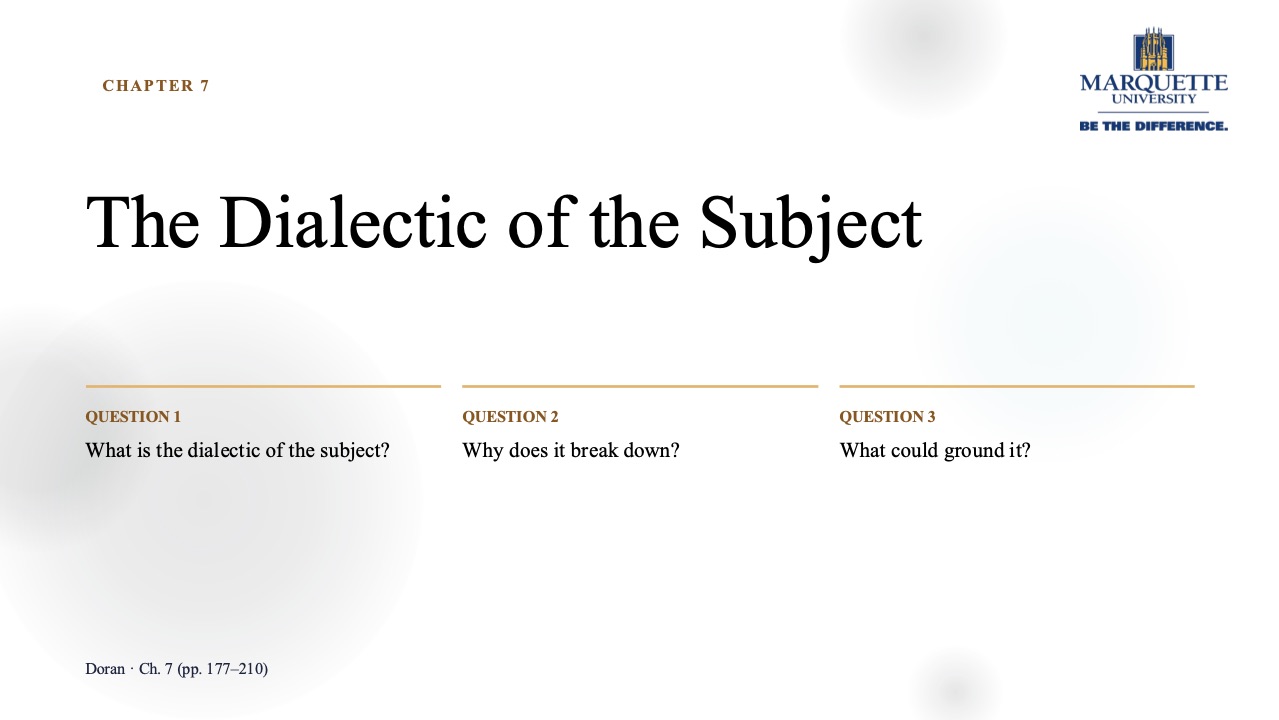 CHAPTER 7
MARQUETTE
UNIVERSITY
BE THE DIFFERENCE.
The Dialectic of the Subject
QUESTION 1
What is the dialectic of the subject?
QUESTION 2
Why does it break down?
QUESTION 3
What could ground it?
Doran · Ch. 7 (pp. 177–210)